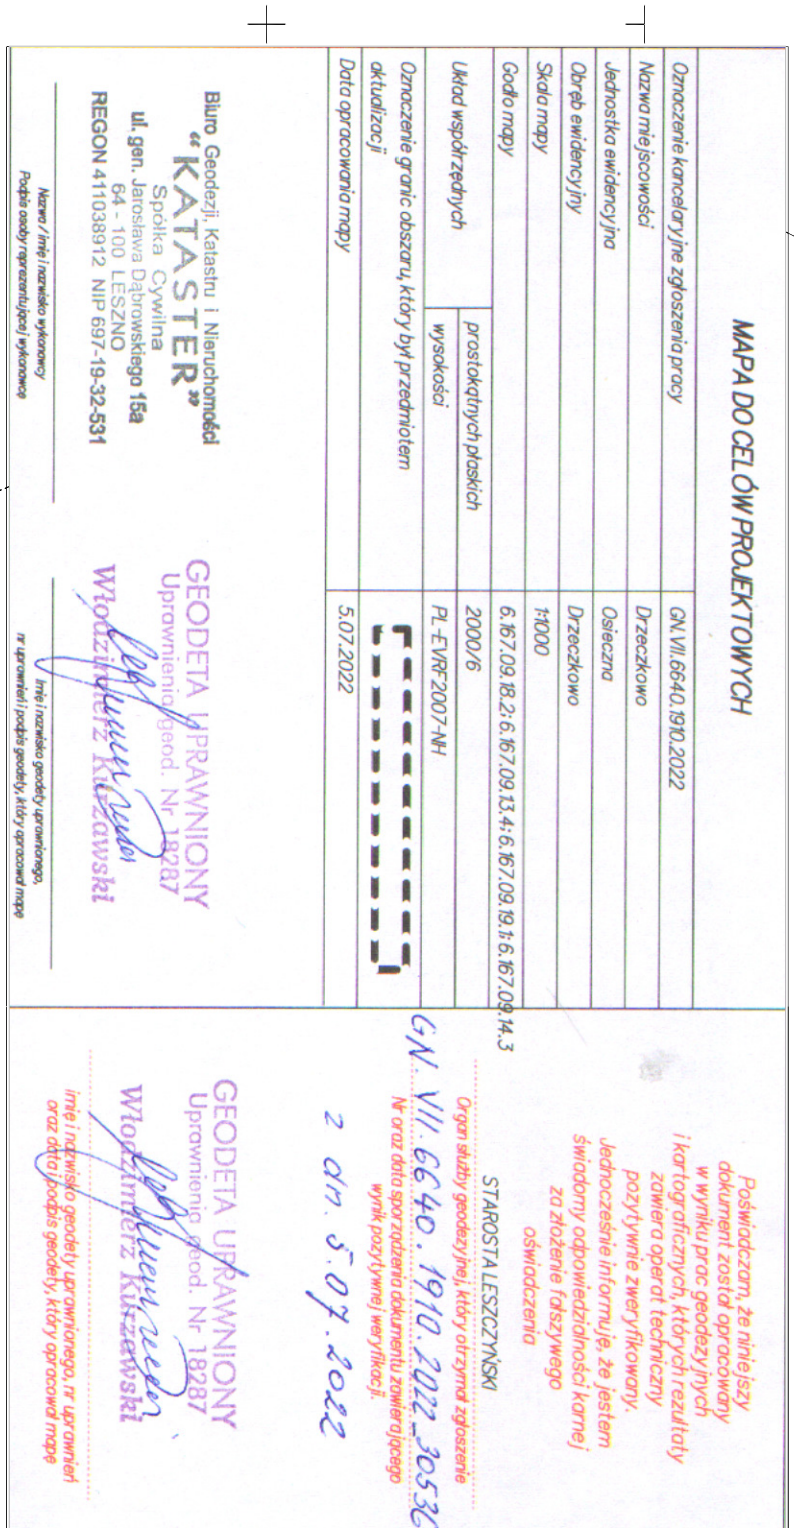 MAPA DO CELÓW PROJEKTOWYCH
Oznaczenie kancelaryjne zgłoszenia pracy GN.VII.6640.1910.2022
Nazwa miejscowości Drzeczkowo
Jednostka ewidencyjna Osieczna
Obręb ewidencyjny Drzeczkowo
Skala mapy 1:1000
Godło mapy 6.167.09.18.2; 6.167.09.13.4; 6.167.09.19.1; 6.167.09.14.3
Układ współrzędnych
prostokątnych płaskich 2000/6
wysokości PL-EVRF2007-NH
Oznaczenie granic obszaru, który był przedmiotem
aktualizacji
Data opracowania mapy 5.07.2022
Biuro Geodezji, Katastru i Nieruchomości
"KATASTER"
Spółka Cywilna
ul. gen. Jarosława Dąbrowskiego 15a
64 - 100 LESZNO
REGON 411038912 NIP 697-19-32-531
Nazwa / imię i nazwisko wykonawcy
Podpis osoby reprezentującej wykonawcę
GEODETA UPRAWNIONY
Uprawnienia geod. Nr 18287
Włodzimierz Kurzawski
Imię i nazwisko geodety uprawnionego,
nr uprawnień i podpis geodety, który opracował mapę
Poświadczam, że niniejszy
dokument został opracowany
w wyniku prac geodezyjnych
i kartograficznych, których rezultaty
zawiera operat techniczny
pozytywnie zweryfikowany.
Jednocześnie informuję, że jestem
świadomy odpowiedzialności karnej
za złożenie fałszywego
oświadczenia
STAROSTA LESZCZYŃSKI
Organ służby geodezyjnej, który otrzymał zgłoszenie
GN. VII. 6640. 1910. 2022_30536
Nr oraz data sporządzenia dokumentu zawierającego
wynik pozytywnej weryfikacji.
z dn. 5.07.2022
GEODETA UPRAWNIONY
Uprawnienia geod. Nr 18287
Włodzimierz Kurzawski
imię i nazwisko geodety uprawnionego, nr uprawnień
oraz data i podpis geodety, który opracował mapę